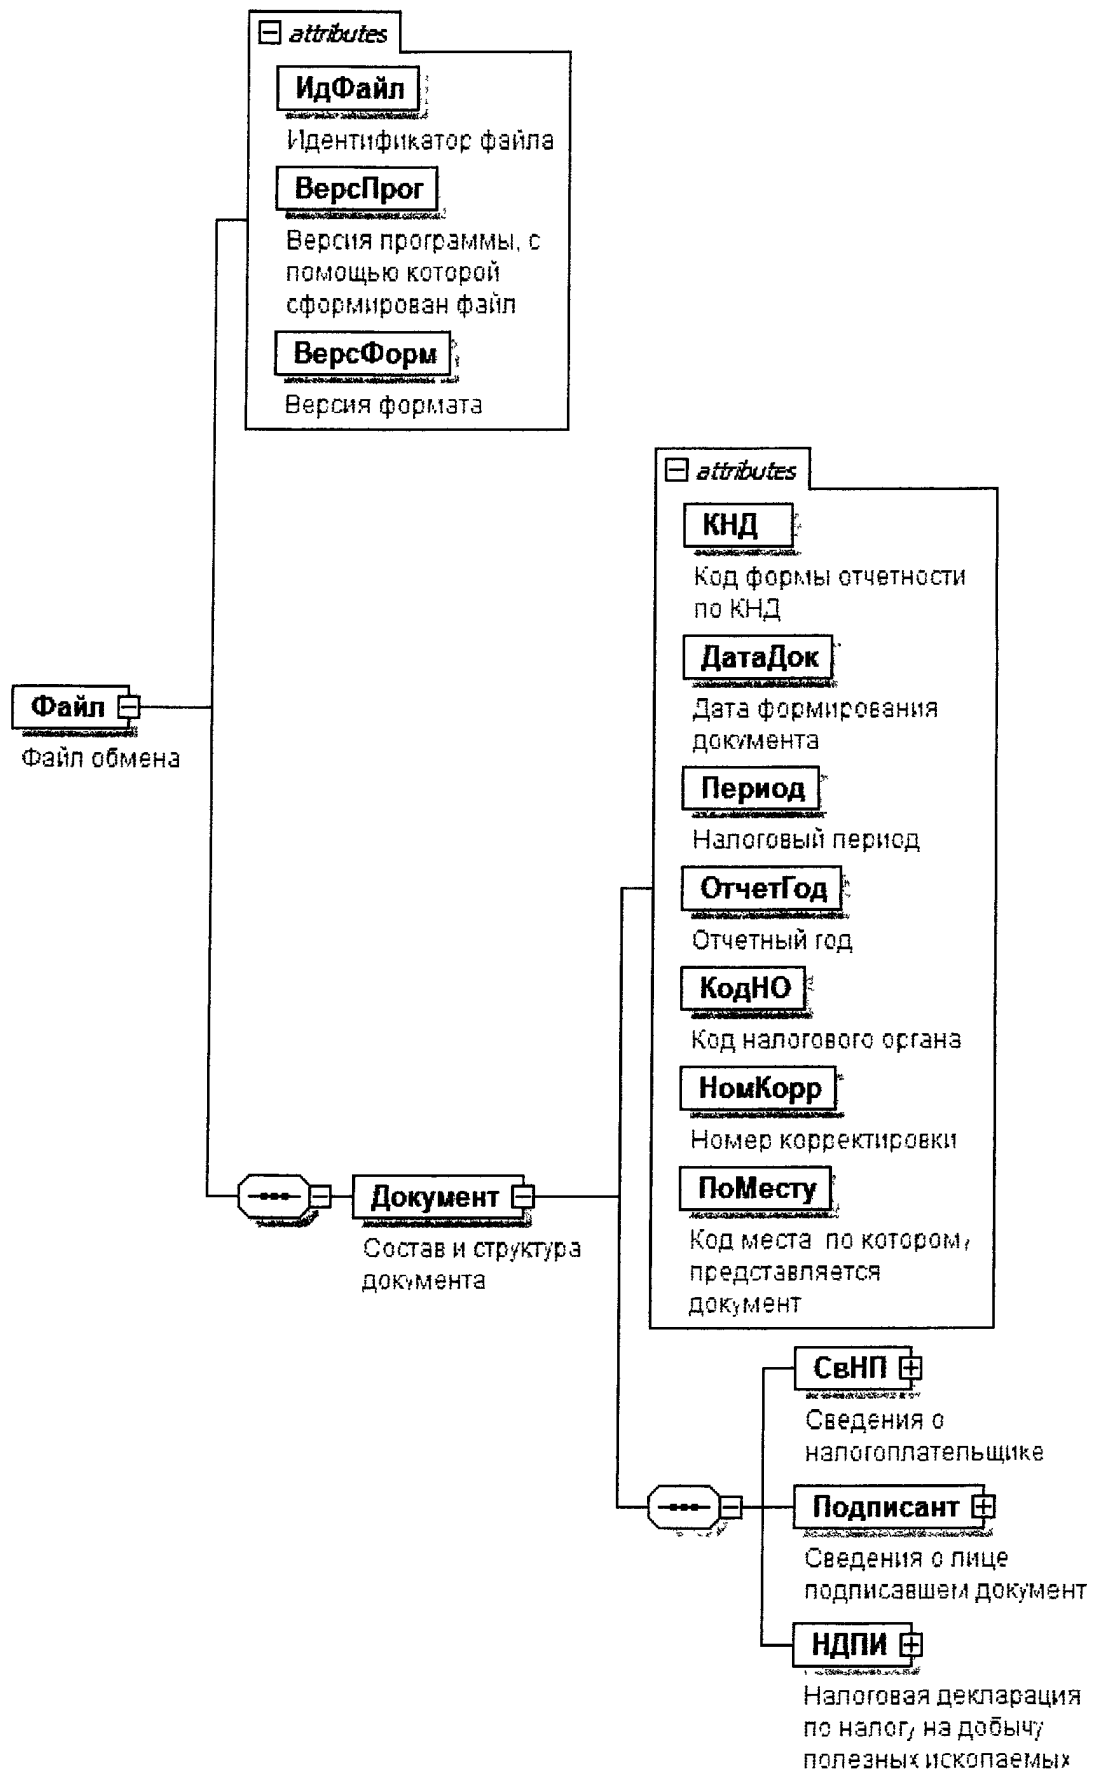 attributes
ИдФайл
Идентификатор файла
ВерсПрог
Версия программы, с
помощью которой
сформирован файл
ВерсФорм
Версия формата
Файл
Файл обмена
attributes
КНД
Код формы отчетности
по КНД
ДатаДок
Дата формирования
документа
Период
Налоговый период
ОтчетГод
Отчетный год
КодНО
Код налогового органа
НомКорр
Номер корректировки
ПоМесту
Код места по которому
представляется
документ
Документ
Состав и структура
документа
СвНП
Сведения о
налогоплательщике
Подписант
Сведения о лице
подписавшем документ
НДПИ
Налоговая декларация
по налогу на добычу
полезных ископаемых